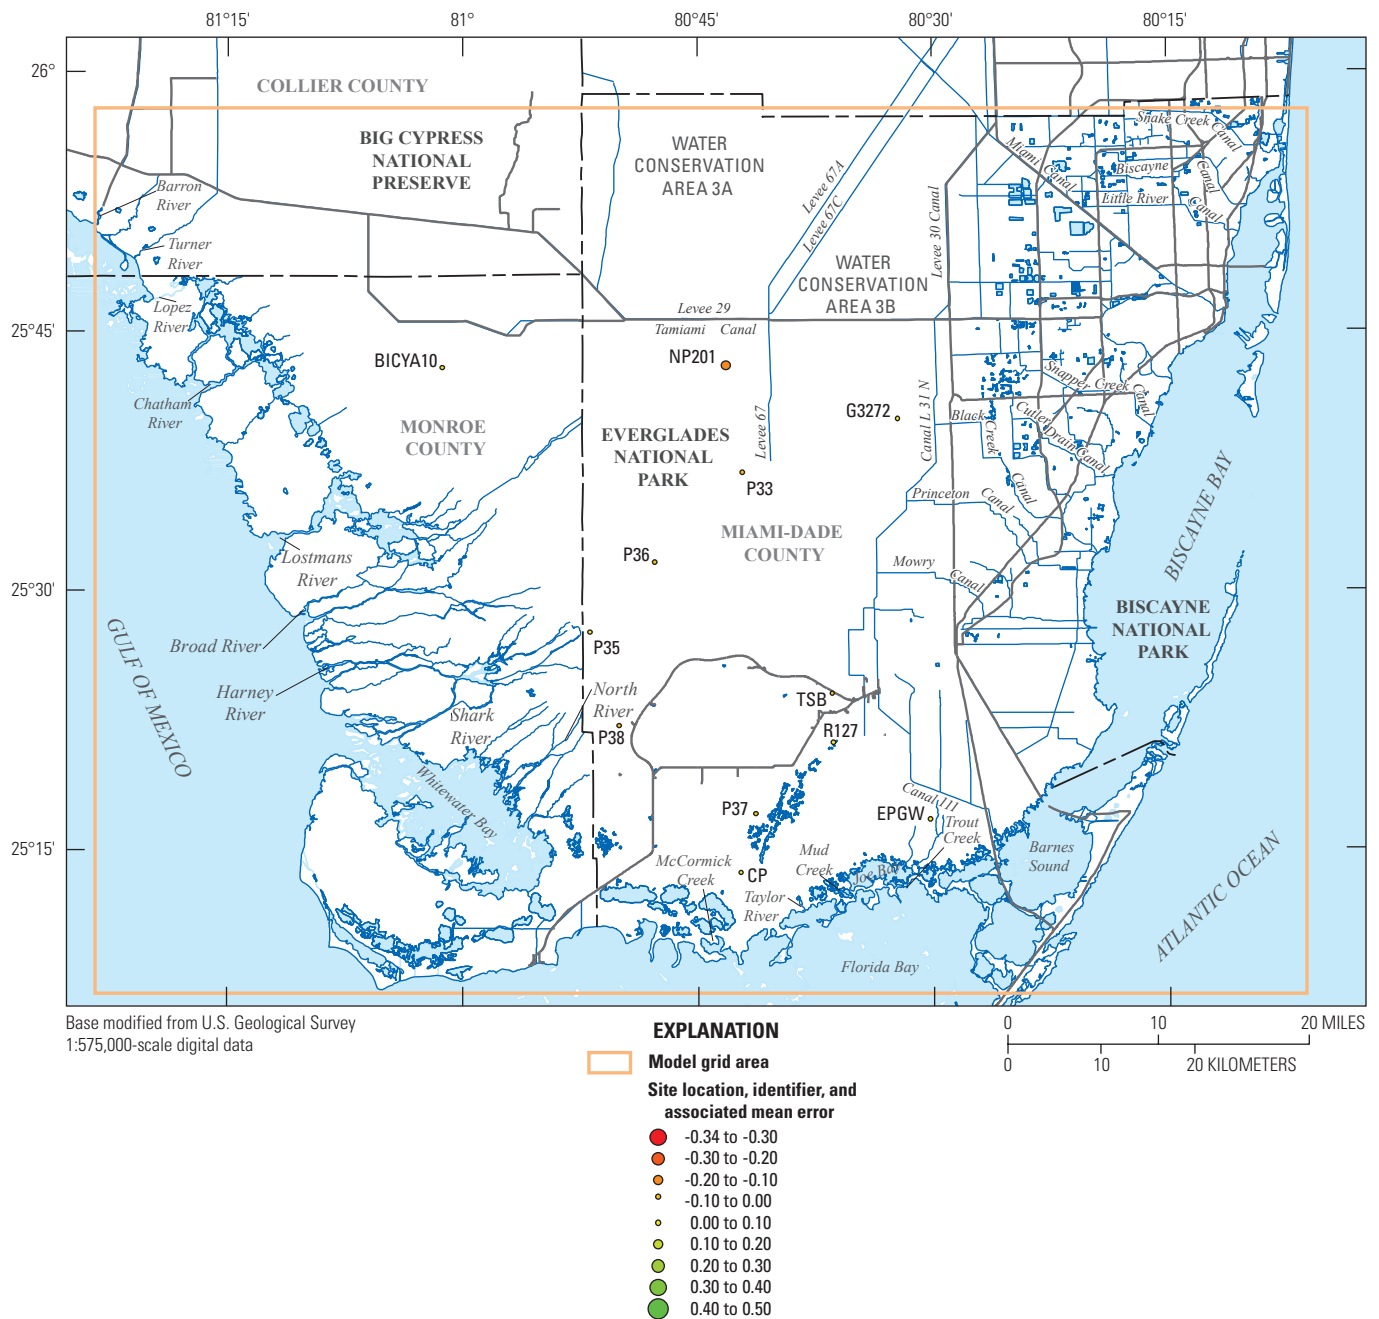 81°15'
81°
80°45'
80°30'
80°15'
26°
25°45'
25°30'
25°15'
COLLIER COUNTY
BIG CYPRESS
NATIONAL
PRESERVE
WATER
CONSERVATION
AREA 3A
Levee 67A
Levee 67C
Levee 30 Canal
Miami Canal
Snake Creek Canal
Biscayne Canal
Little River Canal
Barron
River
Turner
River
Lopez
River
WATER
CONSERVATION
AREA 3B
Levee 29
Tamiami Canal
BICYA10
NP201
G3272
Levee 67
Canal L 31 N
Snapper Creek Canal
Black Creek Canal
Cutler Drain Canal
Chatham
River
MONROE
COUNTY
EVERGLADES
NATIONAL
PARK
P33
Princeton Canal
MIAMI-DADE
COUNTY
BISCAYNE BAY
P36
Mowry Canal
Lostmans
River
Broad River
GULF OF MEXICO
Harney
River
BISCAYNE
NATIONAL
PARK
P35
North
River
Shark
River
P38
TSB
R127
Whitewater Bay
P37
Canal 111
EPGW
Trout
Creek
Barnes
Sound
McCormick
Creek
CP
Mud
Creek
Joe Bay
Taylor
River
Florida Bay
ATLANTIC OCEAN
Base modified from U.S. Geological Survey
1:575,000-scale digital data
0 10 20 MILES
0 10 20 KILOMETERS
EXPLANATION
Model grid area
Site location, identifier, and
associated mean error
-0.34 to -0.30
-0.30 to -0.20
-0.20 to -0.10
-0.10 to 0.00
0.00 to 0.10
0.10 to 0.20
0.20 to 0.30
0.30 to 0.40
0.40 to 0.50